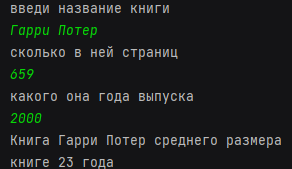 введи название книги
Гарри Потер
сколько в ней страниц
659
какого она года выпуска
2000
Книга Гарри Потер среднего размера
книге 23 года